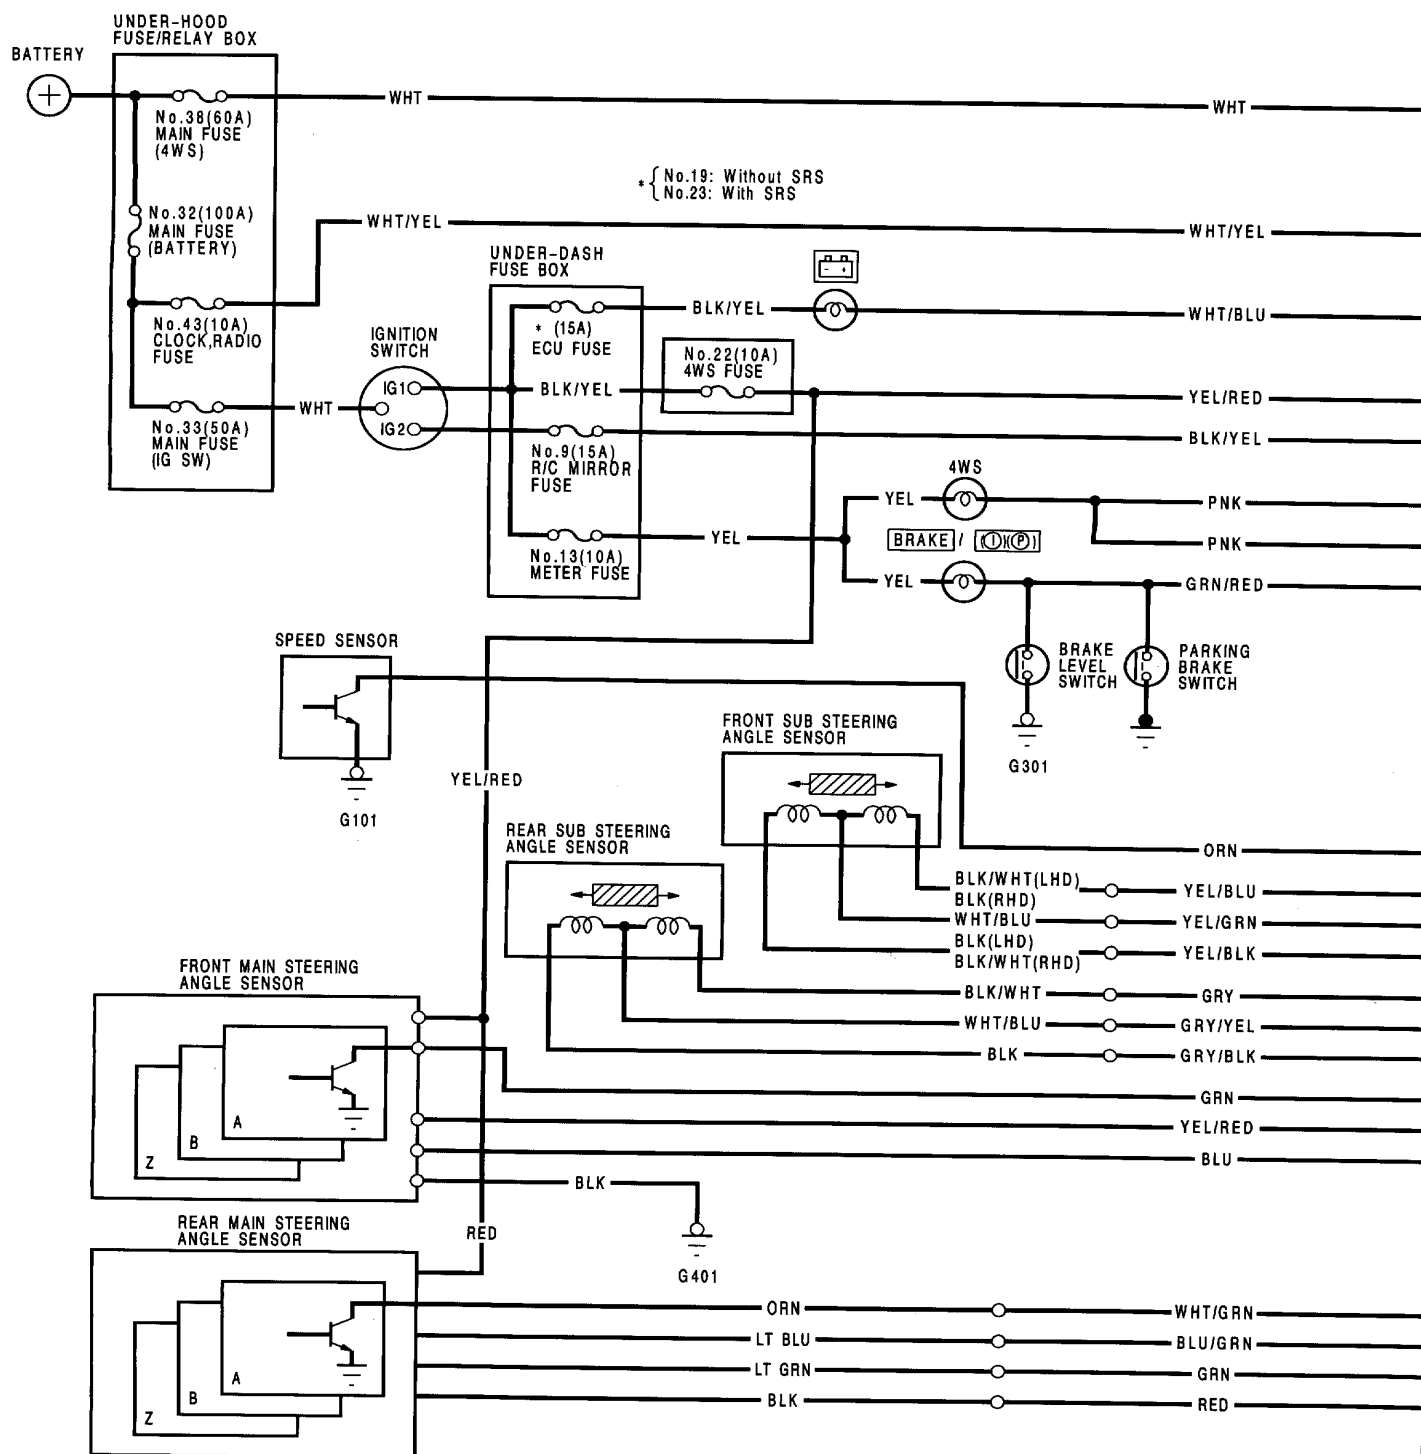 UNDER-HOOD
FUSE/RELAY BOX
BATTERY
+
No.38(60A)
MAIN FUSE
(4WS)
WHT
WHT
* { No.19: Without SRS
No.23: With SRS
No.32(100A)
MAIN FUSE
(BATTERY)
WHT/YEL
WHT/YEL
UNDER-DASH
FUSE BOX
- +
BLK/YEL
WHT/BLU
No.43(10A)
CLOCK,RADIO
FUSE
IGNITION
SWITCH
* (15A)
ECU FUSE
No.22(10A)
4WS FUSE
IG1
BLK/YEL
YEL/RED
WHT
IG2
BLK/YEL
No.33(50A)
MAIN FUSE
(IG SW)
No.9(15A)
R/C MIRROR
FUSE
4WS
YEL
PNK
BRAKE / (!)(P)
YEL
PNK
No.13(10A)
METER FUSE
YEL
GRN/RED
SPEED SENSOR
BRAKE
LEVEL
SWITCH
PARKING
BRAKE
SWITCH
G301
G101
YEL/RED
FRONT SUB STEERING
ANGLE SENSOR
REAR SUB STEERING
ANGLE SENSOR
ORN
BLK/WHT(LHD)
BLK(RHD)
YEL/BLU
WHT/BLU
YEL/GRN
BLK(LHD)
BLK/WHT(RHD)
YEL/BLK
BLK/WHT
GRY
WHT/BLU
GRY/YEL
BLK
GRY/BLK
FRONT MAIN STEERING
ANGLE SENSOR
GRN
A
B
Z
YEL/RED
BLU
BLK
G401
RED
REAR MAIN STEERING
ANGLE SENSOR
ORN
WHT/GRN
LT BLU
BLU/GRN
LT GRN
GRN
BLK
RED
A
B
Z